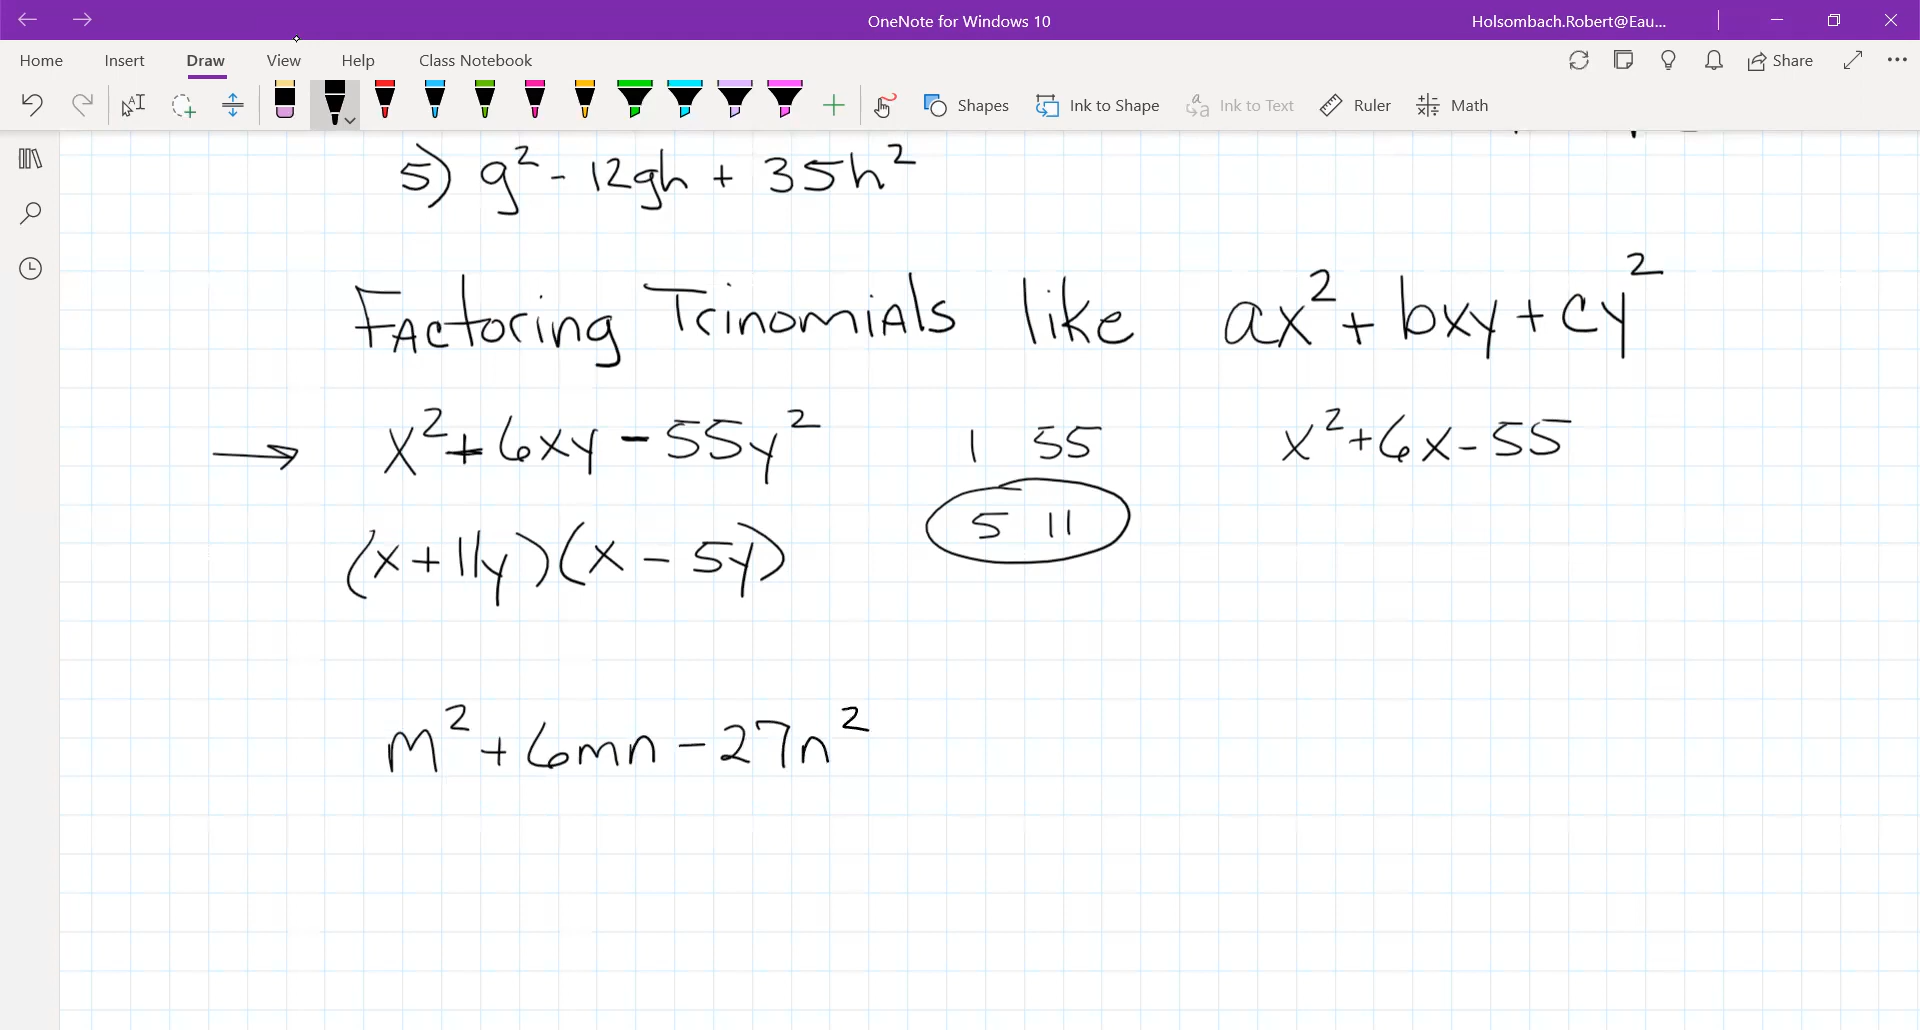 OneNote for Windows 10 Holsombach.Robert@Eau...
Home Insert Draw View Help Class Notebook Share
Shapes Ink to Shape Ink to Text Ruler Math
5) g² - 12gh + 35h²
Factoring Trinomials like ax² + bxy + cy²
→ x² + 6xy - 55y² 1 55 x² + 6x - 55
5 11
(x + 11y)(x - 5y)
m² + 6mn - 27n²